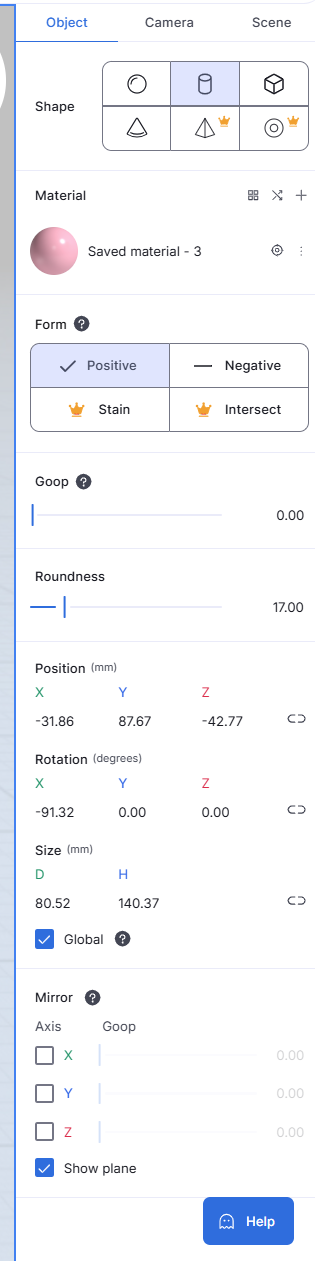 Object Camera Scene
Shape
Material
Saved material - 3
Form ?
Positive Negative
Stain Intersect
Goop ?
0.00
Roundness
17.00
Position (mm)
X Y Z
-31.86 87.67 -42.77
Rotation (degrees)
X Y Z
-91.32 0.00 0.00
Size (mm)
D H
80.52 140.37
Global ?
Mirror ?
Axis Goop
X 0.00
Y 0.00
Z 0.00
Show plane
Help